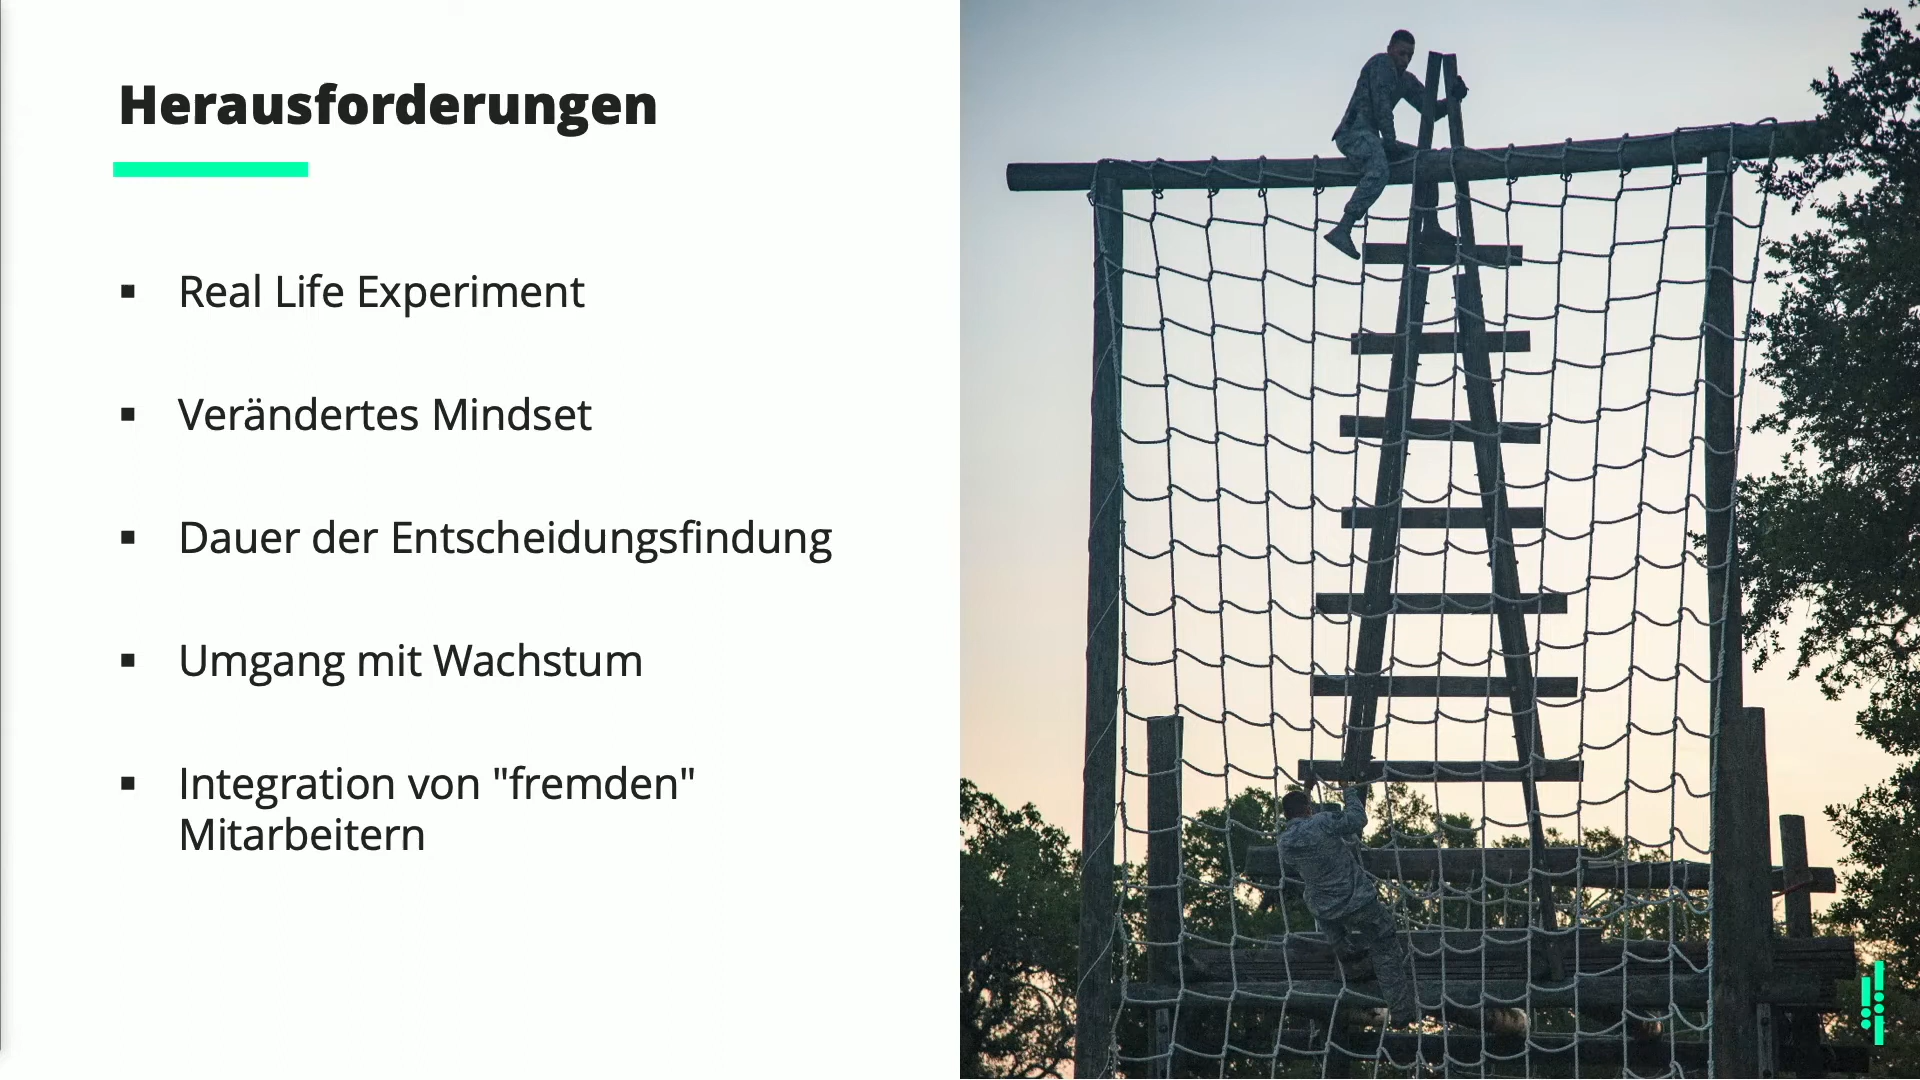 Herausforderungen
▪ Real Life Experiment
▪ Verändertes Mindset
▪ Dauer der Entscheidungsfindung
▪ Umgang mit Wachstum
▪ Integration von "fremden"
Mitarbeitern